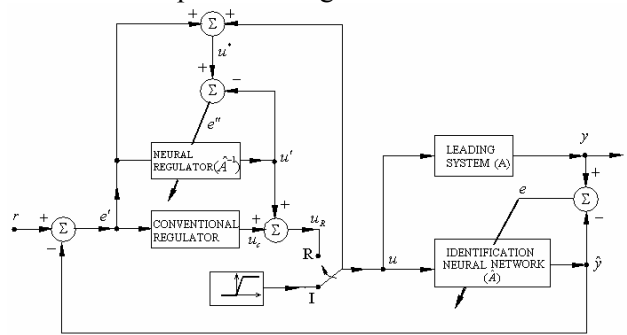 + Σ +
u*
+
Σ −
e"
NEURAL
REGULATOR(Â⁻¹)
u'
LEADING
SYSTEM (A)
y
+
e
Σ
−
r + Σ e'
−
CONVENTIONAL
REGULATOR
+
u_c
+
Σ
u_R
R
I
u
IDENTIFICATION
NEURAL NETWORK
(Â)
ŷ